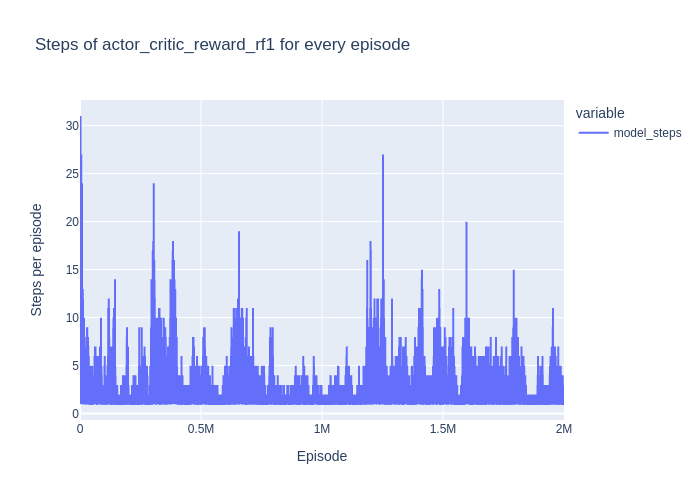 Steps of actor_critic_reward_rf1 for every episode
variable
model_steps
30
25
20
15
10
5
0
Steps per episode
0
0.5M
1M
1.5M
2M
Episode